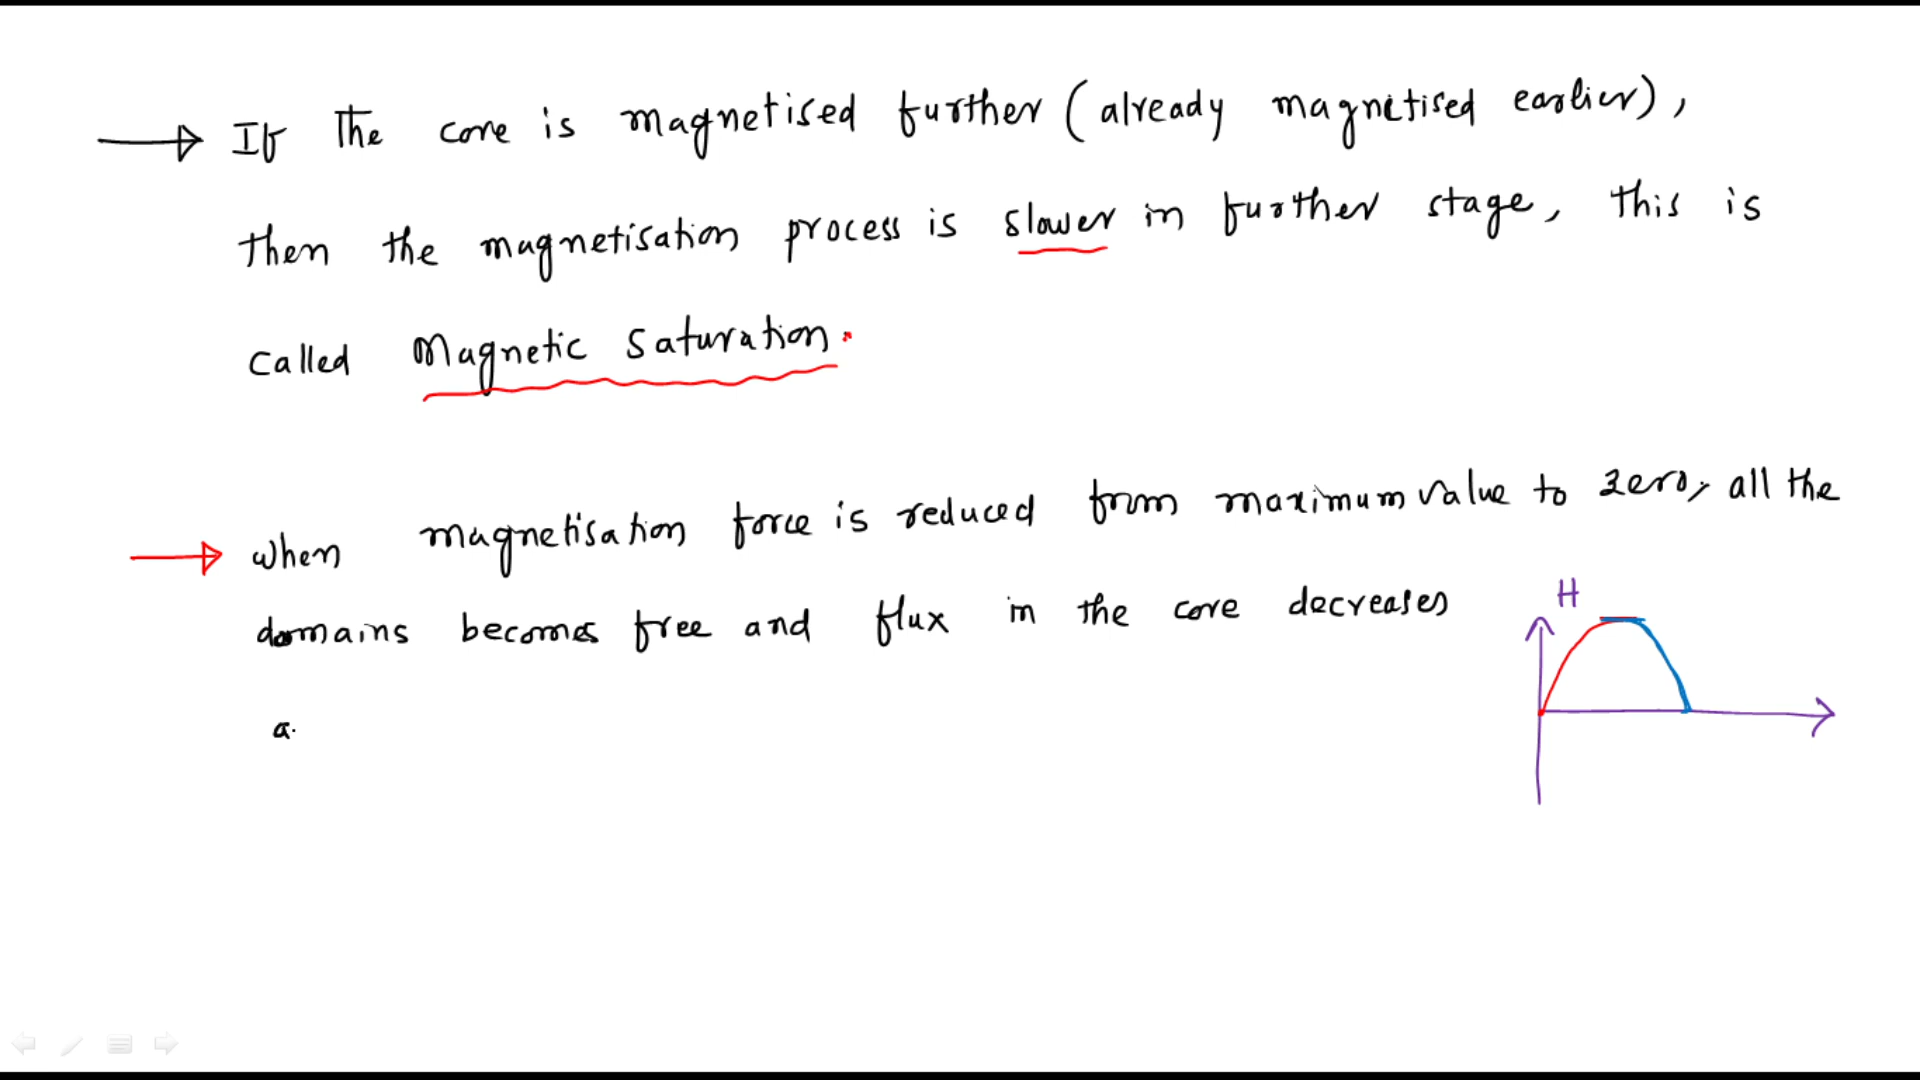 If the core is magnetised further (already magnetised earlier),
then the magnetisation process is slower in further stage, this is
called Magnetic Saturation.
when magnetisation force is reduced from maximum value to zero, all the
domains becomes free and flux in the core decreases
H
a